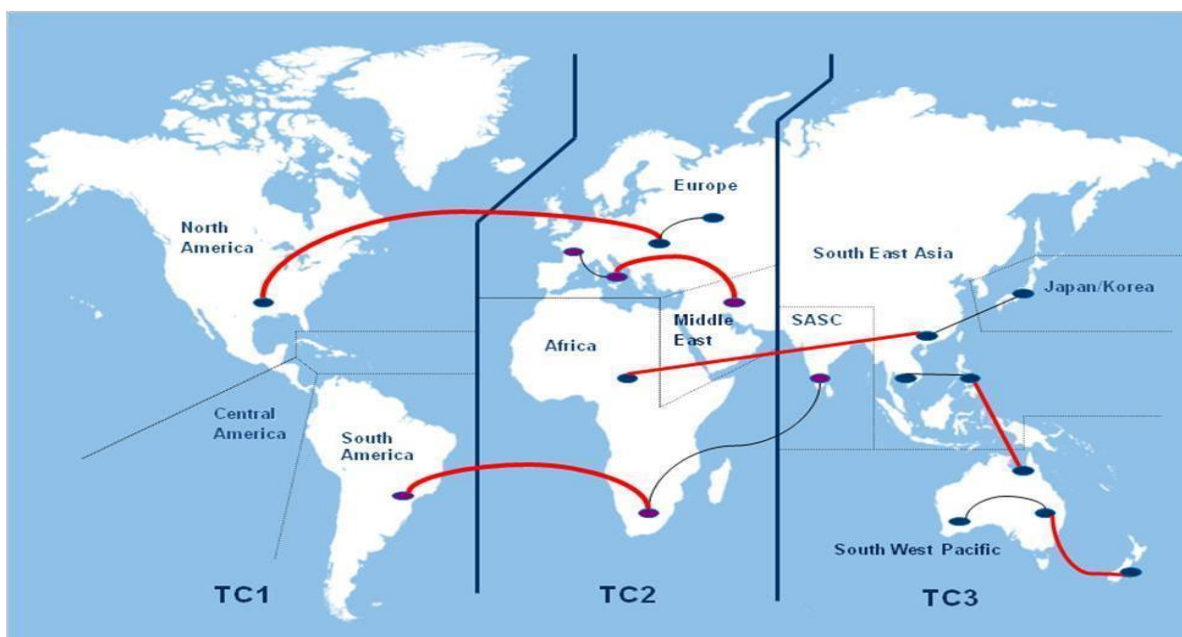 Europe
North
America
South East Asia
Japan/Korea
Middle
East
SASC
Africa
Central
America
South
America
South West Pacific
TC1
TC2
TC3